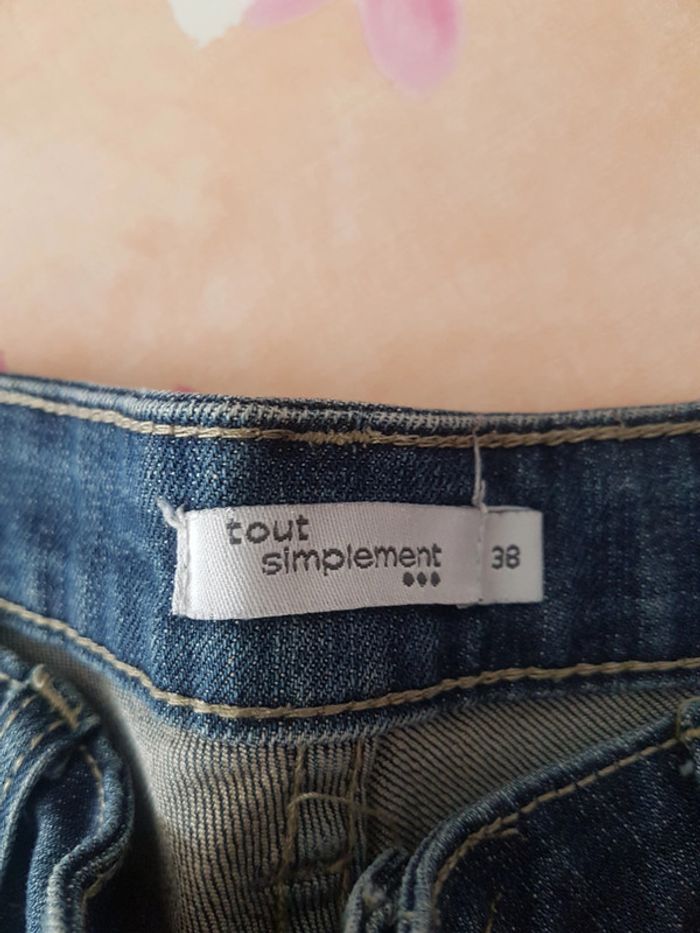 tout
simplement
•••
38